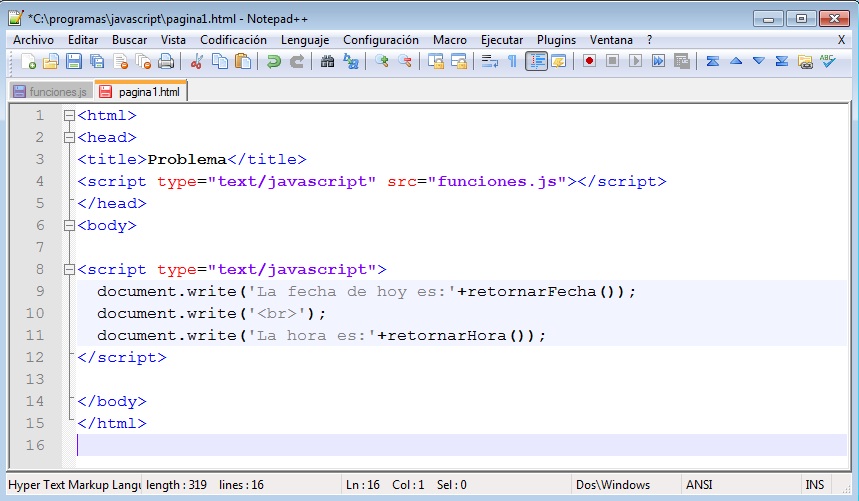 *C:\programas\javascript\pagina1.html - Notepad++
Archivo Editar Buscar Vista Codificación Lenguaje Configuración Macro Ejecutar Plugins Ventana ? X
funciones.js pagina1.html
1 <html>
2 <head>
3 <title>Problema</title>
4 <script type="text/javascript" src="funciones.js"></script>
5 </head>
6 <body>
7
8 <script type="text/javascript">
9 document.write('La fecha de hoy es:'+retornarFecha());
10 document.write('<br>');
11 document.write('La hora es:'+retornarHora());
12 </script>
13
14 </body>
15 </html>
16
Hyper Text Markup Langu length : 319 lines : 16 Ln : 16 Col : 1 Sel : 0 Dos\Windows ANSI INS